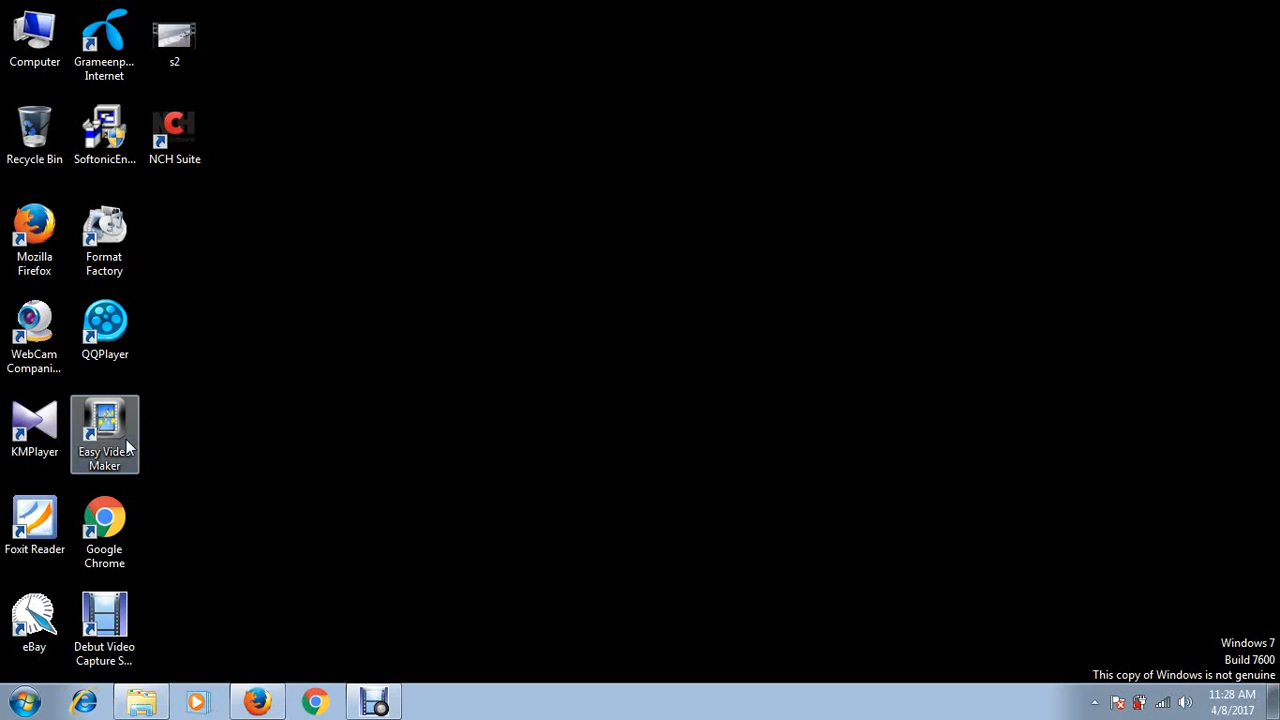 Computer
Grameenp...
Internet
s2
Recycle Bin
SoftonicEn...
NCH
NCH Suite
Mozilla
Firefox
Format
Factory
WebCam
Compani...
QQPlayer
KMPlayer
Easy Video
Maker
Foxit Reader
Google
Chrome
eBay
Debut Video
Capture S...
Windows 7
Build 7600
This copy of Windows is not genuine
11:28 AM
4/8/2017